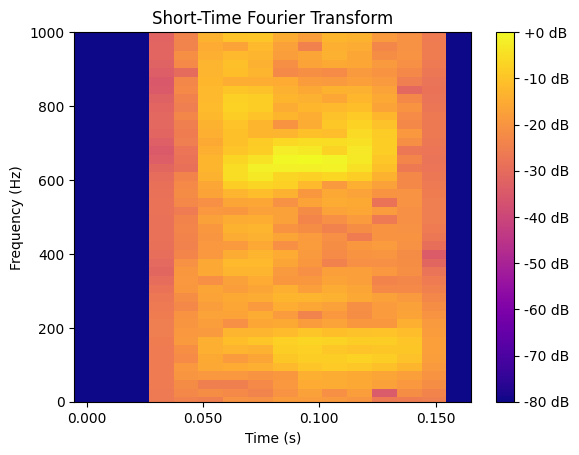 Short-Time Fourier Transform
Frequency (Hz)
1000
800
600
400
200
0
0.000
0.050
0.100
0.150
Time (s)
+0 dB
-10 dB
-20 dB
-30 dB
-40 dB
-50 dB
-60 dB
-70 dB
-80 dB